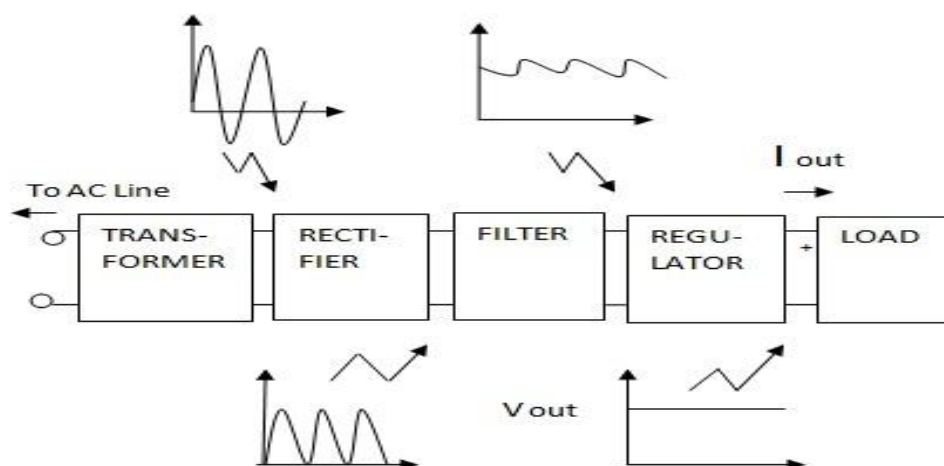 I out
To AC Line
TRANS-
FORMER
RECTI-
FIER
FILTER
REGU-
LATOR
+
LOAD
V out